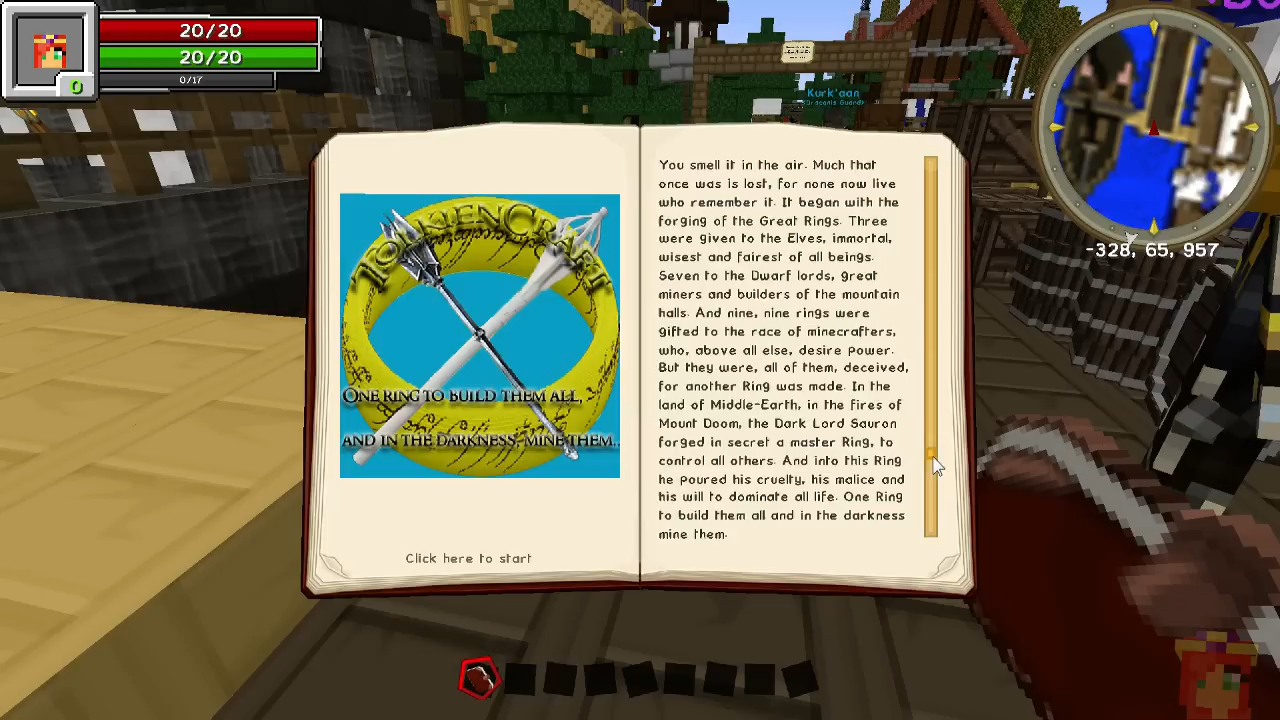 20/20
20/20
0/17
0
Kurk'aan
-328, 65, 957
TOLKIENCRAFT
ONE RING TO BUILD THEM ALL,
AND IN THE DARKNESS, MINE THEM..
Click here to start
You smell it in the air. Much that
once was is lost, for none now live
who remember it. It began with the
forging of the Great Rings. Three
were given to the Elves, immortal,
wisest and fairest of all beings.
Seven to the Dwarf lords, great
miners and builders of the mountain
halls. And nine, nine rings were
gifted to the race of minecrafters,
who, above all else, desire power.
But they were, all of them, deceived,
for another Ring was made. In the
land of Middle-Earth, in the fires of
Mount Doom, the Dark Lord Sauron
forged in secret a master Ring, to
control all others. And into this Ring
he poured his cruelty, his malice and
his will to dominate all life. One Ring
to build them all and in the darkness
mine them.